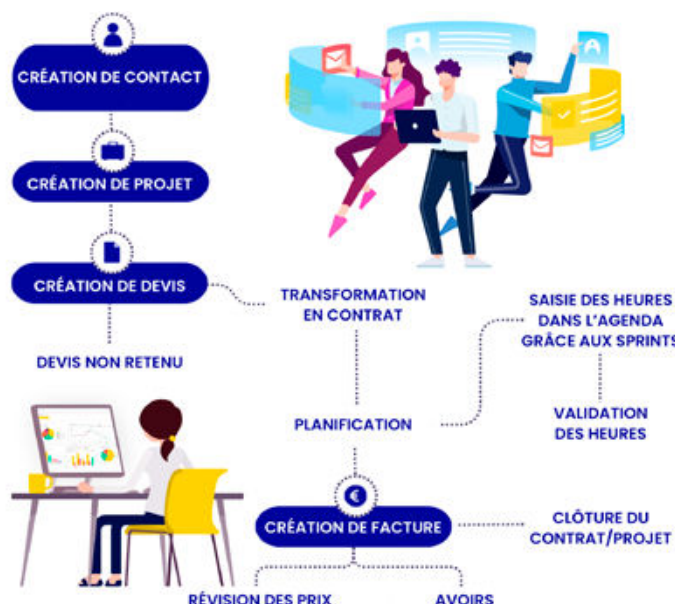 CRÉATION DE CONTACT
CRÉATION DE PROJET
CRÉATION DE DEVIS
DEVIS NON RETENU
TRANSFORMATION
EN CONTRAT
SAISIE DES HEURES
DANS L'AGENDA
GRÂCE AUX SPRINTS
PLANIFICATION
VALIDATION
DES HEURES
€
CRÉATION DE FACTURE
CLÔTURE DU
CONTRAT/PROJET
RÉVISION DES PRIX
AVOIRS